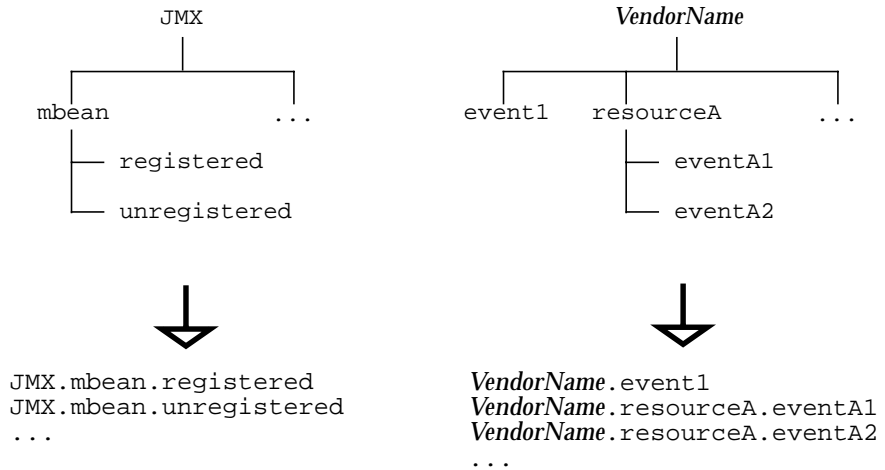 JMX
mbean
...
registered
unregistered
JMX.mbean.registered
JMX.mbean.unregistered
...
VendorName
event1
resourceA
...
eventA1
eventA2
VendorName.event1
VendorName.resourceA.eventA1
VendorName.resourceA.eventA2
...